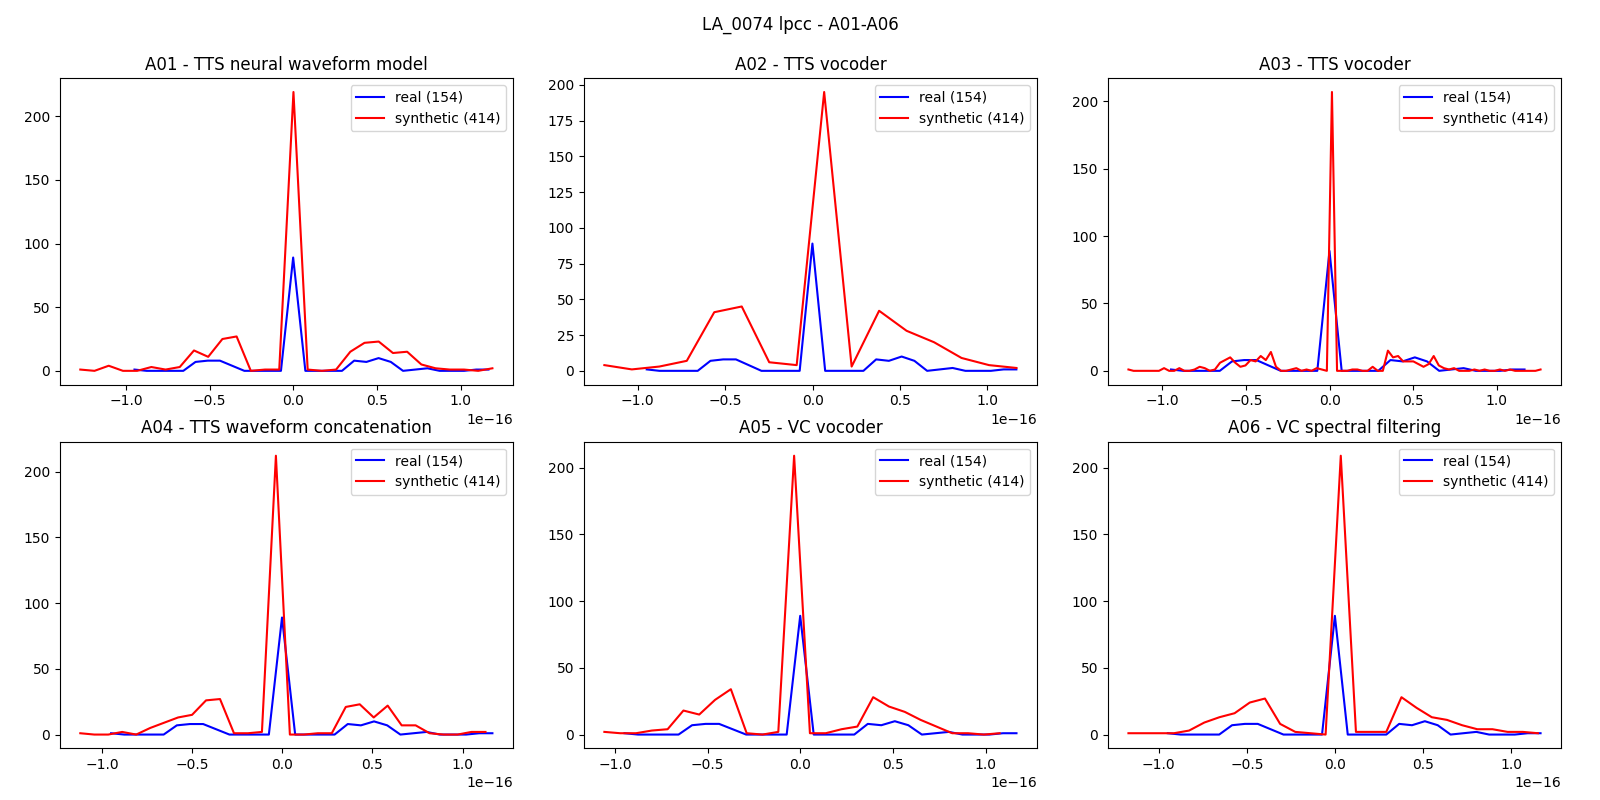 LA_0074 lpcc - A01-A06
A01 - TTS neural waveform model
real (154)
synthetic (414)
200
150
100
50
0
−1.0 −0.5 0.0 0.5 1.0
1e−16
A02 - TTS vocoder
real (154)
synthetic (414)
200
175
150
125
100
75
50
25
0
−1.0 −0.5 0.0 0.5 1.0
1e−16
A03 - TTS vocoder
real (154)
synthetic (414)
200
150
100
50
0
−1.0 −0.5 0.0 0.5 1.0
1e−16
A04 - TTS waveform concatenation
real (154)
synthetic (414)
200
150
100
50
0
−1.0 −0.5 0.0 0.5 1.0
1e−16
A05 - VC vocoder
real (154)
synthetic (414)
200
150
100
50
0
−1.0 −0.5 0.0 0.5 1.0
1e−16
A06 - VC spectral filtering
real (154)
synthetic (414)
200
150
100
50
0
−1.0 −0.5 0.0 0.5 1.0
1e−16